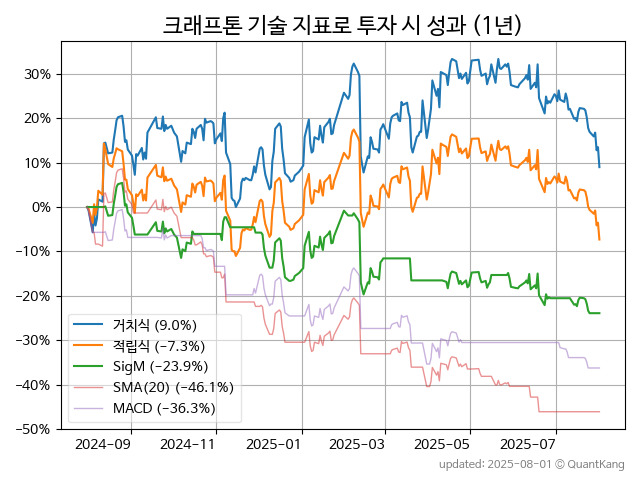 크래프톤 기술 지표로 투자 시 성과 (1년)
30%
20%
10%
0%
−10%
−20%
−30%
−40%
−50%
거치식 (9.0%)
적립식 (−7.3%)
SigM (−23.9%)
SMA(20) (−46.1%)
MACD (−36.3%)
2024-09
2024-11
2025-01
2025-03
2025-05
2025-07
updated: 2025-08-01 © QuantKang